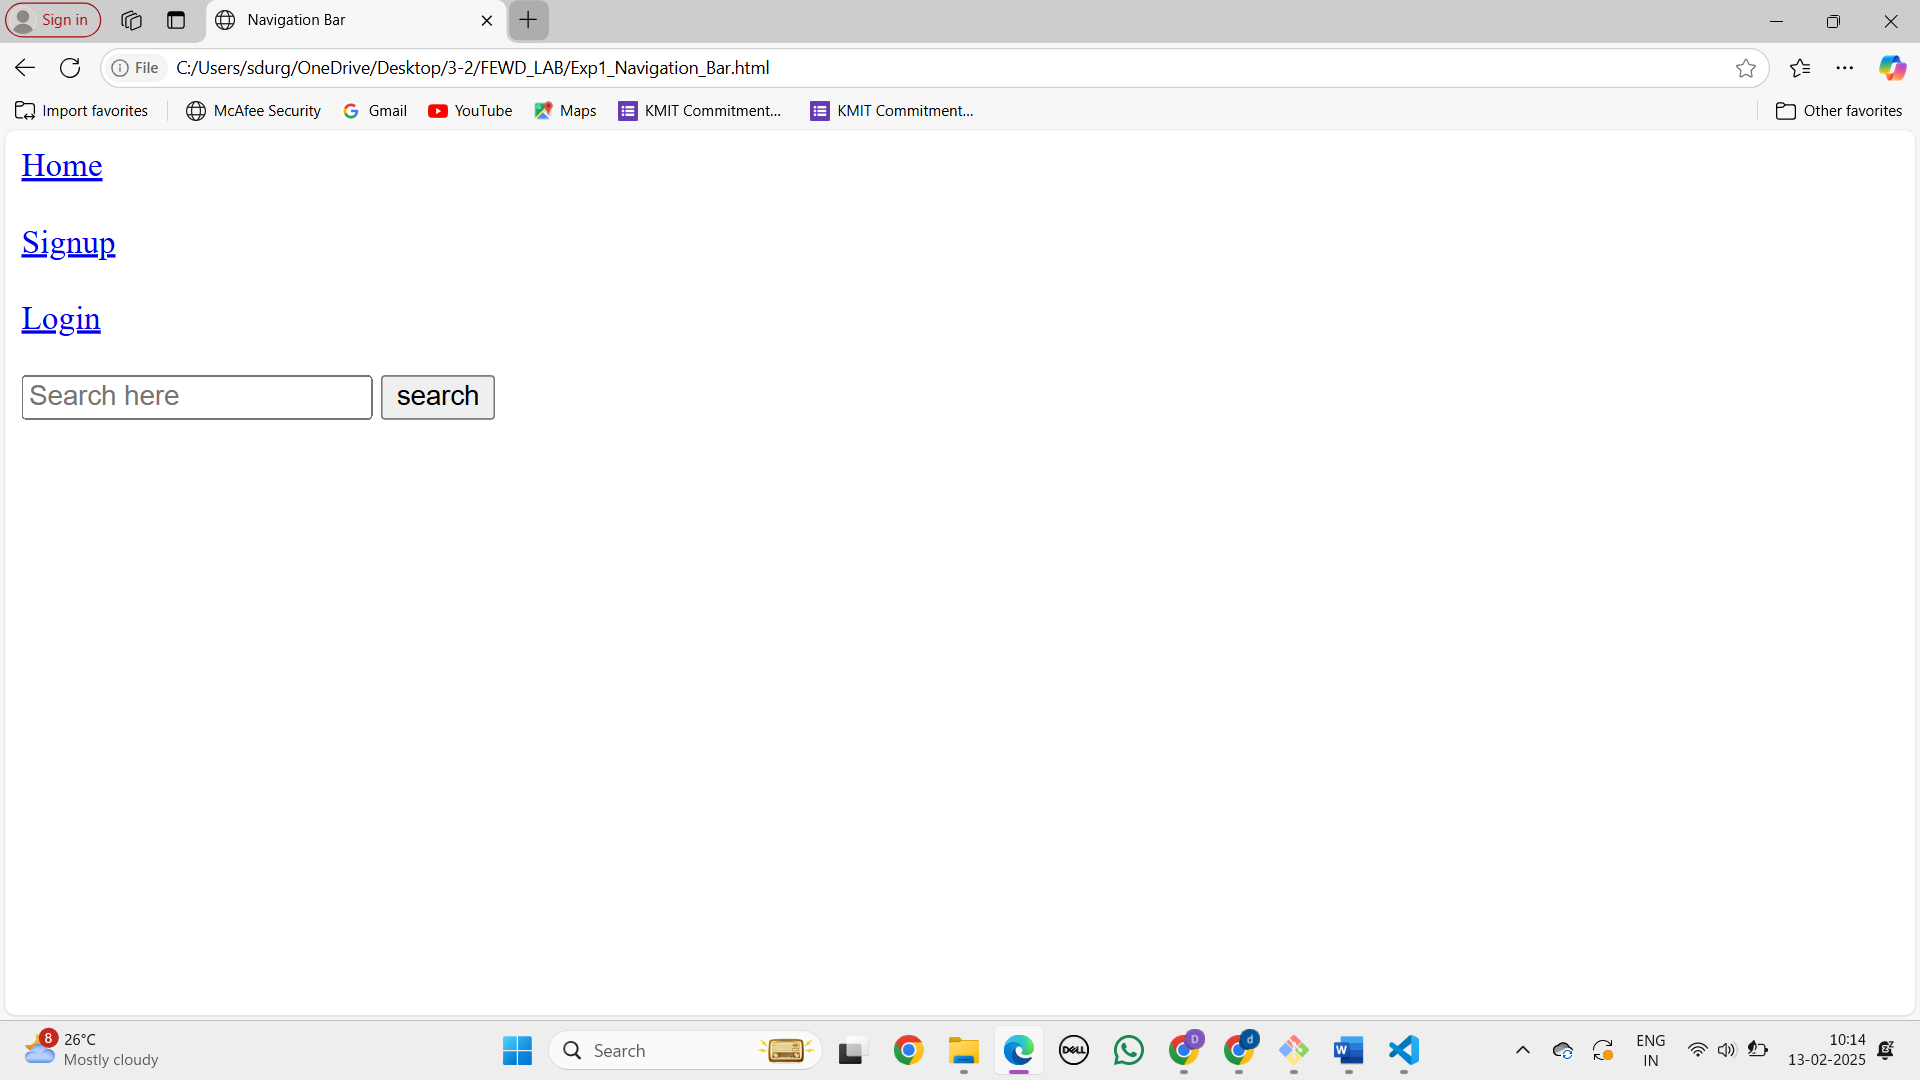 Sign in
Navigation Bar
File C:/Users/sdurg/OneDrive/Desktop/3-2/FEWD_LAB/Exp1_Navigation_Bar.html
Import favorites McAfee Security Gmail YouTube Maps KMIT Commitment... KMIT Commitment... Other favorites
Home
Signup
Login
Search here search
8 26°C
Mostly cloudy
Search
DELL
D
d
W
ENG
IN
10:14
13-02-2025